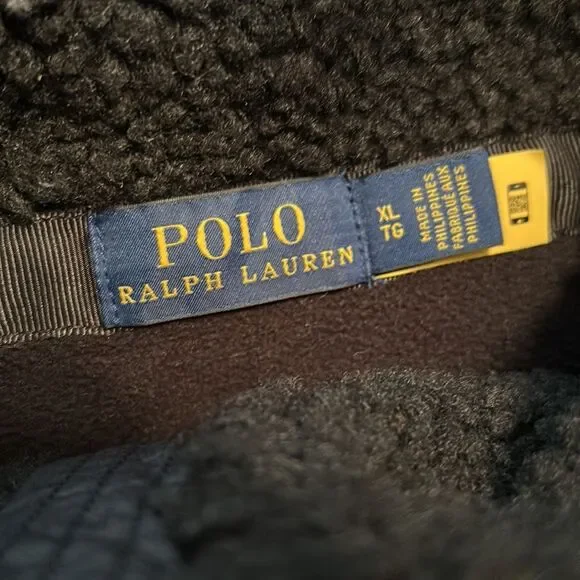 POLO
RALPH LAUREN
XL
TG
MADE IN
PHILIPPINES
FABRIQUÉ AUX
PHILIPPINES